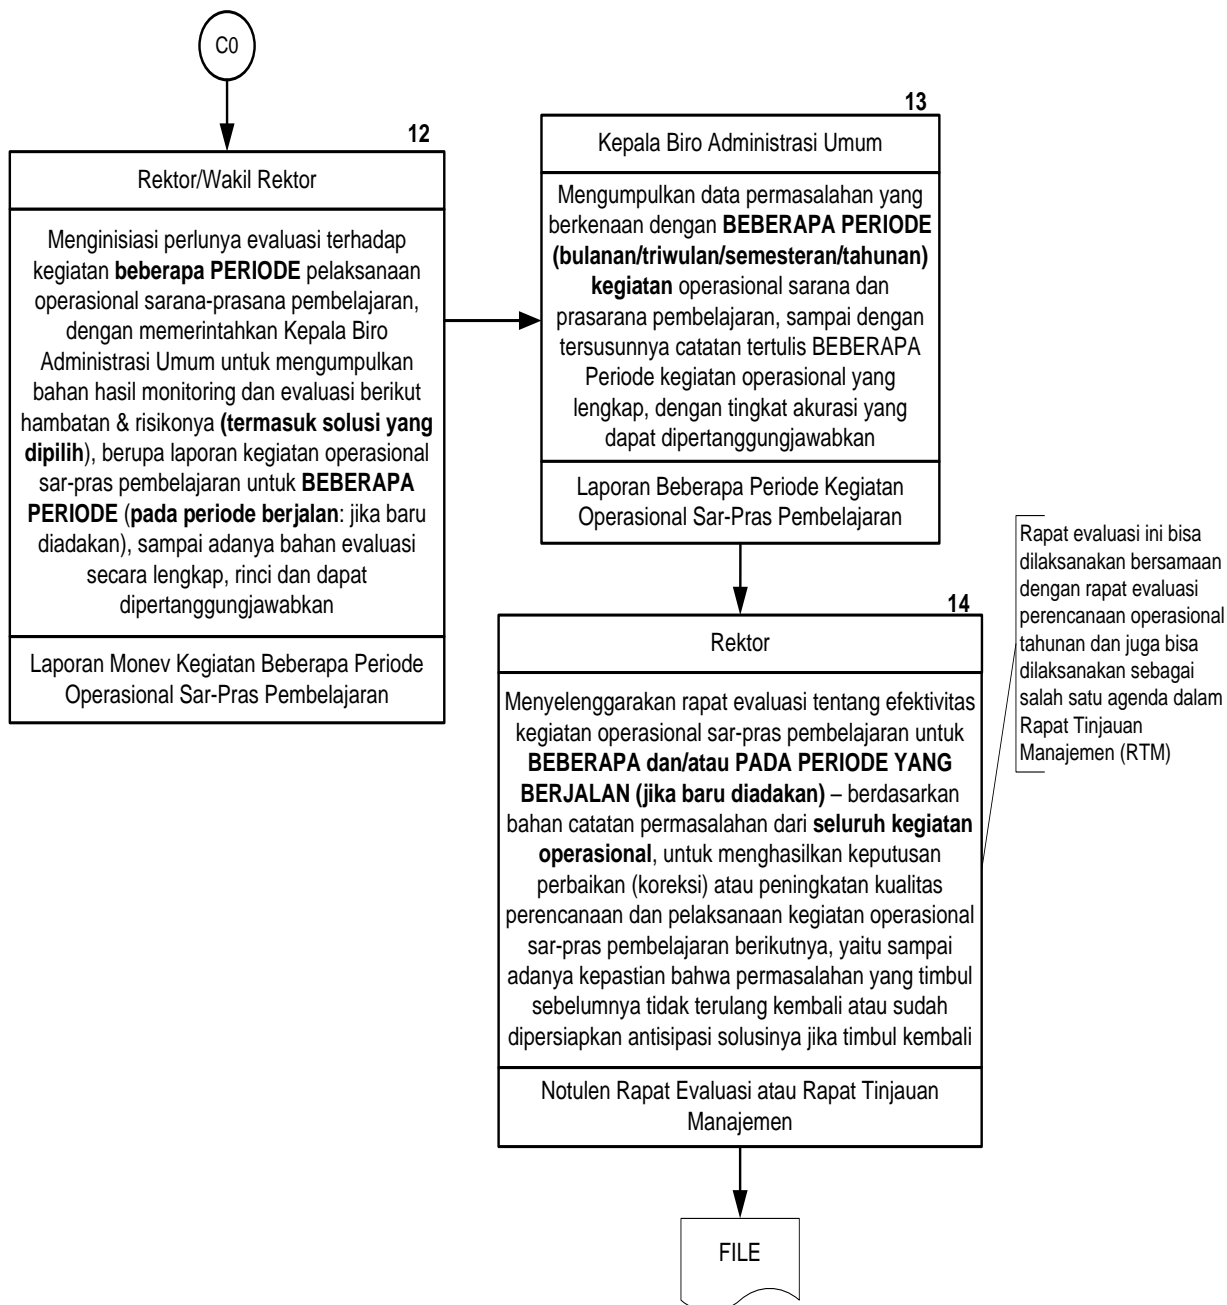 C0
12
Rektor/Wakil Rektor
Menginisiasi perlunya evaluasi terhadap
kegiatan beberapa PERIODE pelaksanaan
operasional sarana-prasana pembelajaran,
dengan memerintahkan Kepala Biro
Administrasi Umum untuk mengumpulkan
bahan hasil monitoring dan evaluasi berikut
hambatan & risikonya (termasuk solusi yang
dipilih), berupa laporan kegiatan operasional
sar-pras pembelajaran untuk BEBERAPA
PERIODE (pada periode berjalan: jika baru
diadakan), sampai adanya bahan evaluasi
secara lengkap, rinci dan dapat
dipertanggungjawabkan
Laporan Monev Kegiatan Beberapa Periode
Operasional Sar-Pras Pembelajaran
13
Kepala Biro Administrasi Umum
Mengumpulkan data permasalahan yang
berkenaan dengan BEBERAPA PERIODE
(bulanan/triwulan/semesteran/tahunan)
kegiatan operasional sarana dan
prasarana pembelajaran, sampai dengan
tersusunnya catatan tertulis BEBERAPA
Periode kegiatan operasional yang
lengkap, dengan tingkat akurasi yang
dapat dipertanggungjawabkan
Laporan Beberapa Periode Kegiatan
Operasional Sar-Pras Pembelajaran
14
Rektor
Menyelenggarakan rapat evaluasi tentang efektivitas
kegiatan operasional sar-pras pembelajaran untuk
BEBERAPA dan/atau PADA PERIODE YANG
BERJALAN (jika baru diadakan) – berdasarkan
bahan catatan permasalahan dari seluruh kegiatan
operasional, untuk menghasilkan keputusan
perbaikan (koreksi) atau peningkatan kualitas
perencanaan dan pelaksanaan kegiatan operasional
sar-pras pembelajaran berikutnya, yaitu sampai
adanya kepastian bahwa permasalahan yang timbul
sebelumnya tidak terulang kembali atau sudah
dipersiapkan antisipasi solusinya jika timbul kembali
Notulen Rapat Evaluasi atau Rapat Tinjauan
Manajemen
Rapat evaluasi ini bisa
dilaksanakan bersamaan
dengan rapat evaluasi
perencanaan operasional
tahunan dan juga bisa
dilaksanakan sebagai
salah satu agenda dalam
Rapat Tinjauan
Manajemen (RTM)
FILE